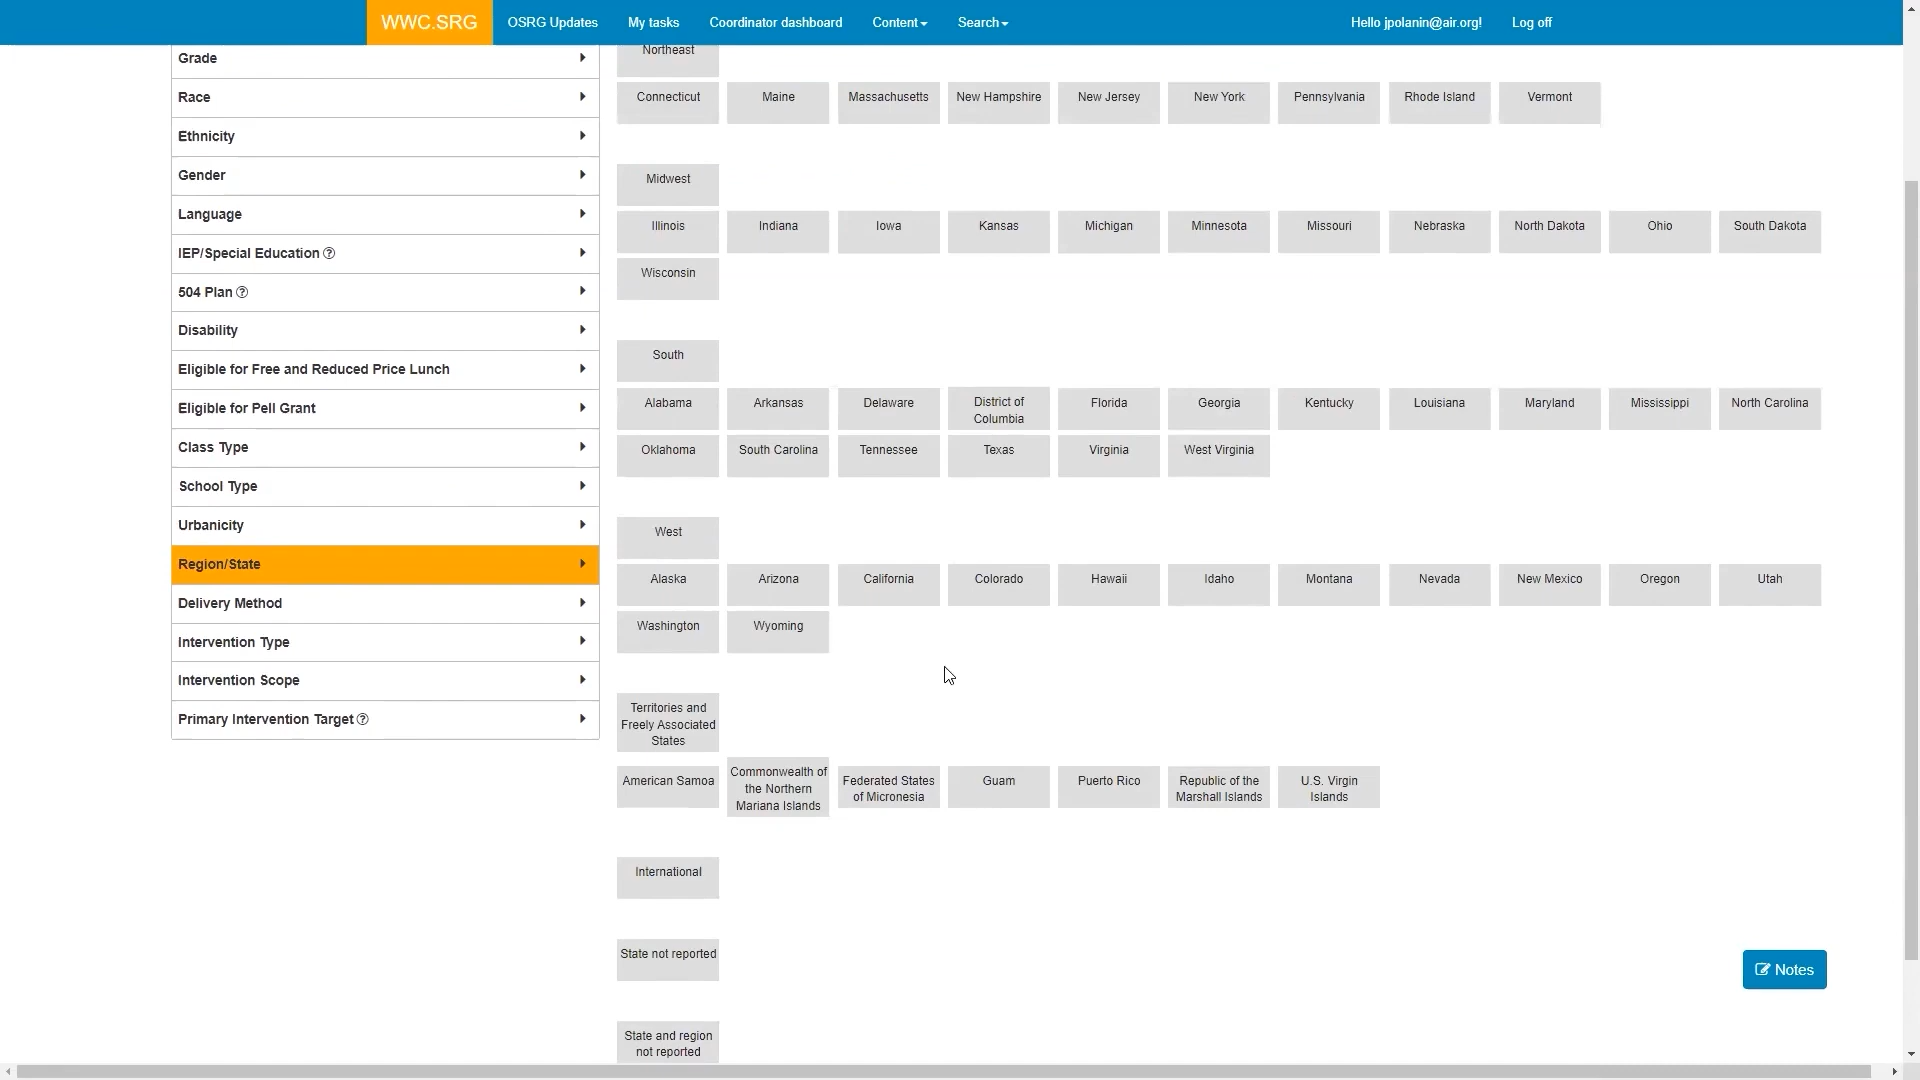 WWC.SRG OSRG Updates My tasks Coordinator dashboard Content Search Hello jpolanin@air.org! Log off
Grade
Race
Ethnicity
Gender
Language
IEP/Special Education
504 Plan
Disability
Eligible for Free and Reduced Price Lunch
Eligible for Pell Grant
Class Type
School Type
Urbanicity
Region/State
Delivery Method
Intervention Type
Intervention Scope
Primary Intervention Target
Northeast
Connecticut Maine Massachusetts New Hampshire New Jersey New York Pennsylvania Rhode Island Vermont
Midwest
Illinois Indiana Iowa Kansas Michigan Minnesota Missouri Nebraska North Dakota Ohio South Dakota
Wisconsin
South
Alabama Arkansas Delaware District of Columbia Florida Georgia Kentucky Louisiana Maryland Mississippi North Carolina
Oklahoma South Carolina Tennessee Texas Virginia West Virginia
West
Alaska Arizona California Colorado Hawaii Idaho Montana Nevada New Mexico Oregon Utah
Washington Wyoming
Territories and
Freely Associated
States
American Samoa Commonwealth of the Northern Mariana Islands Federated States of Micronesia Guam Puerto Rico Republic of the Marshall Islands U.S. Virgin Islands
International
State not reported
State and region
not reported
Notes